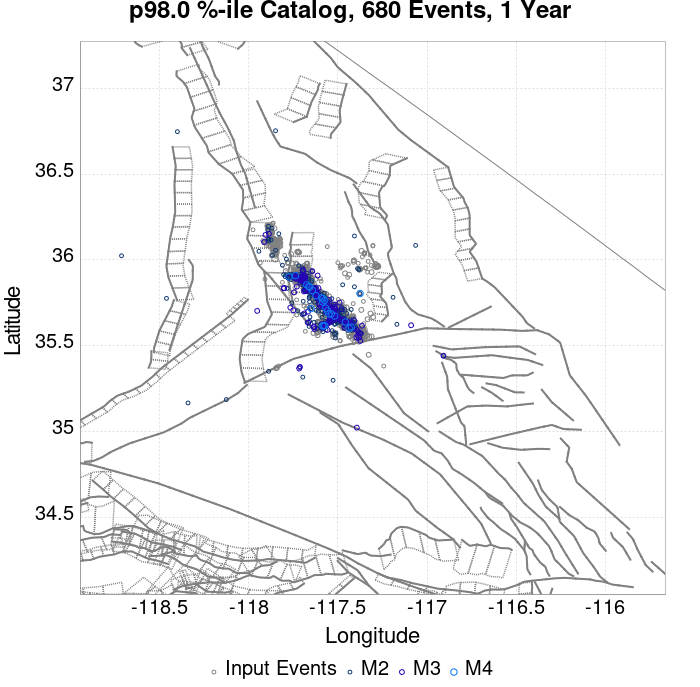 p98.0 %-ile Catalog, 680 Events, 1 Year
37
36.5
36
35.5
35
34.5
Latitude
-118.5 -118 -117.5 -117 -116.5 -116
Longitude
Input Events M2 M3 M4